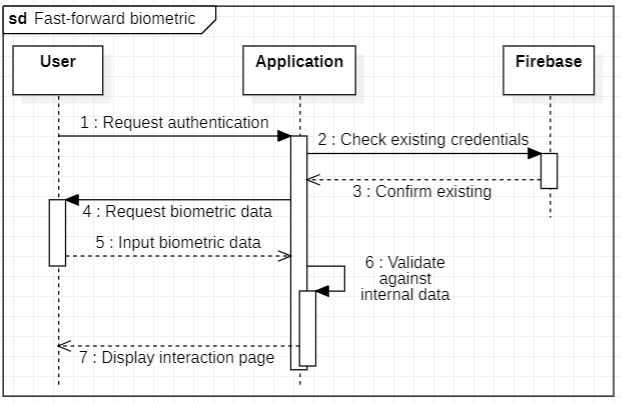 sd Fast-forward biometric
User
Application
Firebase
1 : Request authentication
2 : Check existing credentials
3 : Confirm existing
4 : Request biometric data
5 : Input biometric data
6 : Validate
against
internal data
7 : Display interaction page